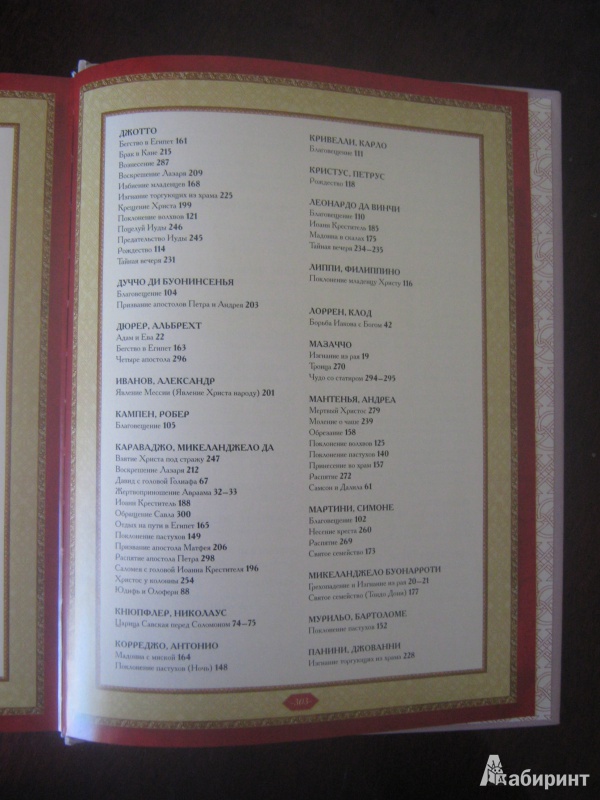 ДЖОТТО
Бегство в Египет 161
Брак в Кане 215
Вознесение 287
Воскрешение Лазаря 209
Избиение младенцев 168
Изгнание торгующих из храма 225
Крещение Христа 199
Поклонение волхвов 121
Поцелуй Иуды 246
Предательство Иуды 245
Рождество 114
Тайная вечеря 231
ДУЧЧО ДИ БУОНИНСЕНЬЯ
Благовещение 104
Призвание апостолов Петра и Андрея 203
ДЮРЕР, АЛЬБРЕХТ
Адам и Ева 22
Бегство в Египет 163
Четыре апостола 296
ИВАНОВ, АЛЕКСАНДР
Явление Мессии (Явление Христа народу) 201
КАМПЕН, РОБЕР
Благовещение 105
КАРАВАДЖО, МИКЕЛАНДЖЕЛО ДА
Взятие Христа под стражу 247
Воскрешение Лазаря 212
Давид с головой Голиафа 67
Жертвоприношение Авраама 32–33
Иоанн Креститель 188
Обращение Савла 300
Отдых на пути в Египет 165
Поклонение пастухов 149
Призвание апостола Матфея 206
Распятие апостола Петра 298
Саломея с головой Иоанна Крестителя 196
Христос у колонны 254
Юдифь и Олоферн 88
КНЮПФЛЕР, НИКОЛАУС
Царица Савская перед Соломоном 74–75
КОРРЕДЖО, АНТОНИО
Мадонна с миской 164
Поклонение пастухов (Ночь) 148
КРИВЕЛЛИ, КАРЛО
Благовещение 111
КРИСТУС, ПЕТРУС
Рождество 118
ЛЕОНАРДО ДА ВИНЧИ
Благовещение 110
Иоанн Креститель 185
Мадонна в скалах 175
Тайная вечеря 234–235
ЛИППИ, ФИЛИППИНО
Поклонение младенцу Христу 116
ЛОРРЕН, КЛОД
Борьба Иакова с Богом 42
МАЗАЧЧО
Изгнание из рая 19
Троица 270
Чудо со статиром 294–295
МАНТЕНЬЯ, АНДРЕА
Мертвый Христос 279
Моление о чаше 239
Обрезание 158
Поклонение волхвов 125
Поклонение пастухов 140
Принесение во храм 157
Распятие 272
Самсон и Далила 61
МАРТИНИ, СИМОНЕ
Благовещение 102
Несение креста 260
Распятие 269
Святое семейство 173
МИКЕЛАНДЖЕЛО БУОНАРРОТИ
Грехопадение и Изгнание из рая 20–21
Святое семейство (Тондо Дони) 177
МУРИЛЬО, БАРТОЛОМЕ
Поклонение пастухов 152
ПАНИНИ, ДЖОВАННИ
Изгнание торгующих из храма 228
303
Лабиринт